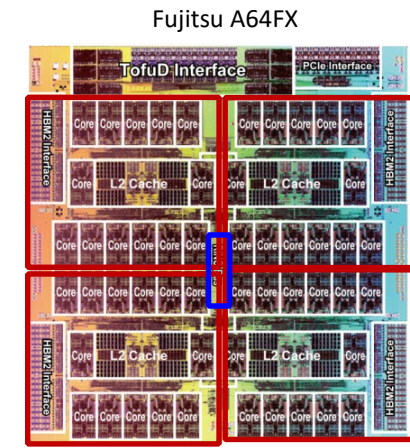 Fujitsu A64FX
TofuD Interface PCIe Interface
HBM2 Interface Core Core Core Core Core Core Core Core Core Core HBM2 Interface
Core L2 Cache Core Core L2 Cache Core
Core Core Core Core Core Core Core Core Core Core Core Core
Core Core Core Core Core Core Core Core Core Core Core Core
HBM2 Interface Core L2 Cache Core Core L2 Cache Core HBM2 Interface
Core Core Core Core Core Core Core Core Core Core